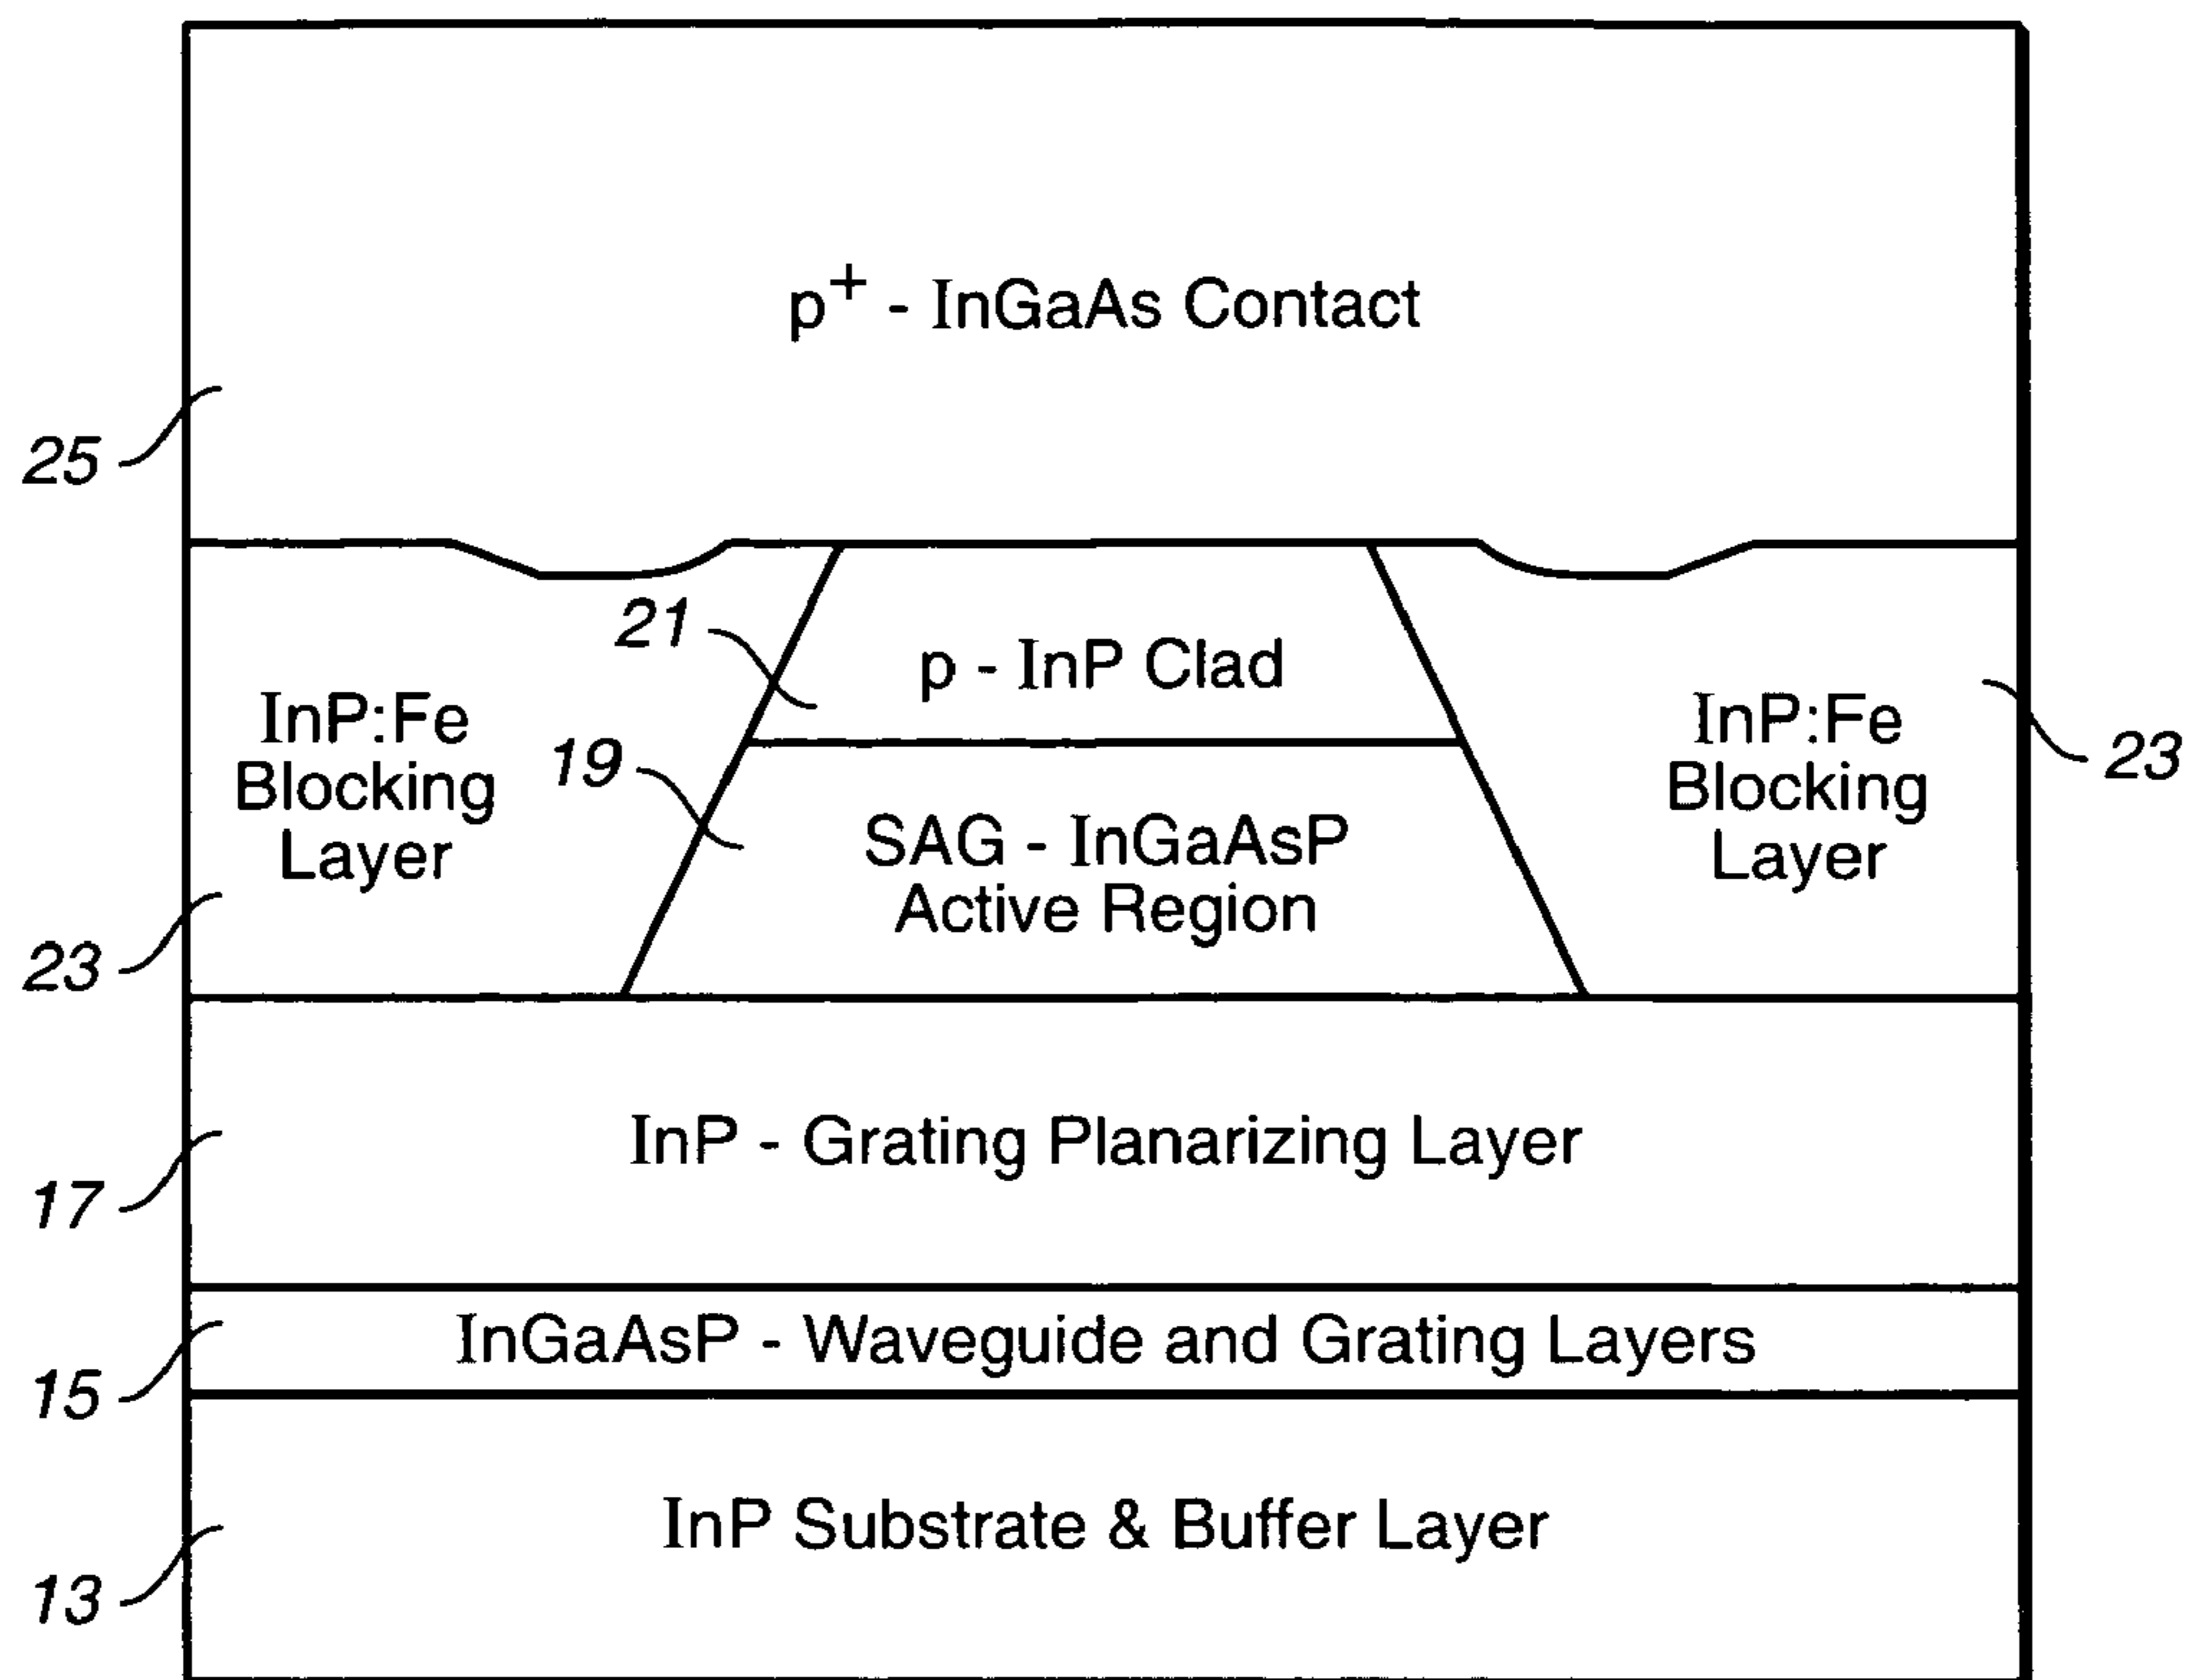 p+ - InGaAs Contact
25
21
p - InP Clad
InP:Fe
Blocking
Layer
19
SAG - InGaAsP
Active Region
InP:Fe
Blocking
Layer
23
23
InP - Grating Planarizing Layer
17
InGaAsP - Waveguide and Grating Layers
15
InP Substrate & Buffer Layer
13